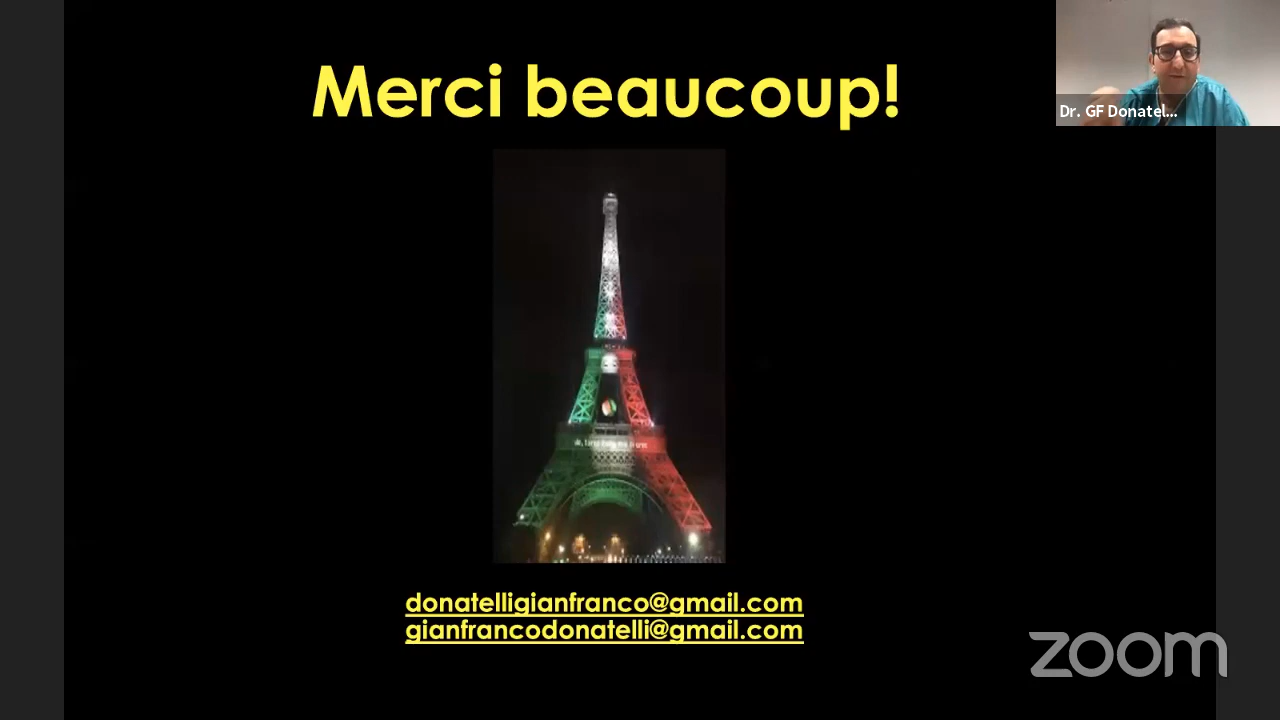 Merci beaucoup!
Dr. GF Donatel...
donatelligianfranco@gmail.com
gianfrancodonatelli@gmail.com
zoom